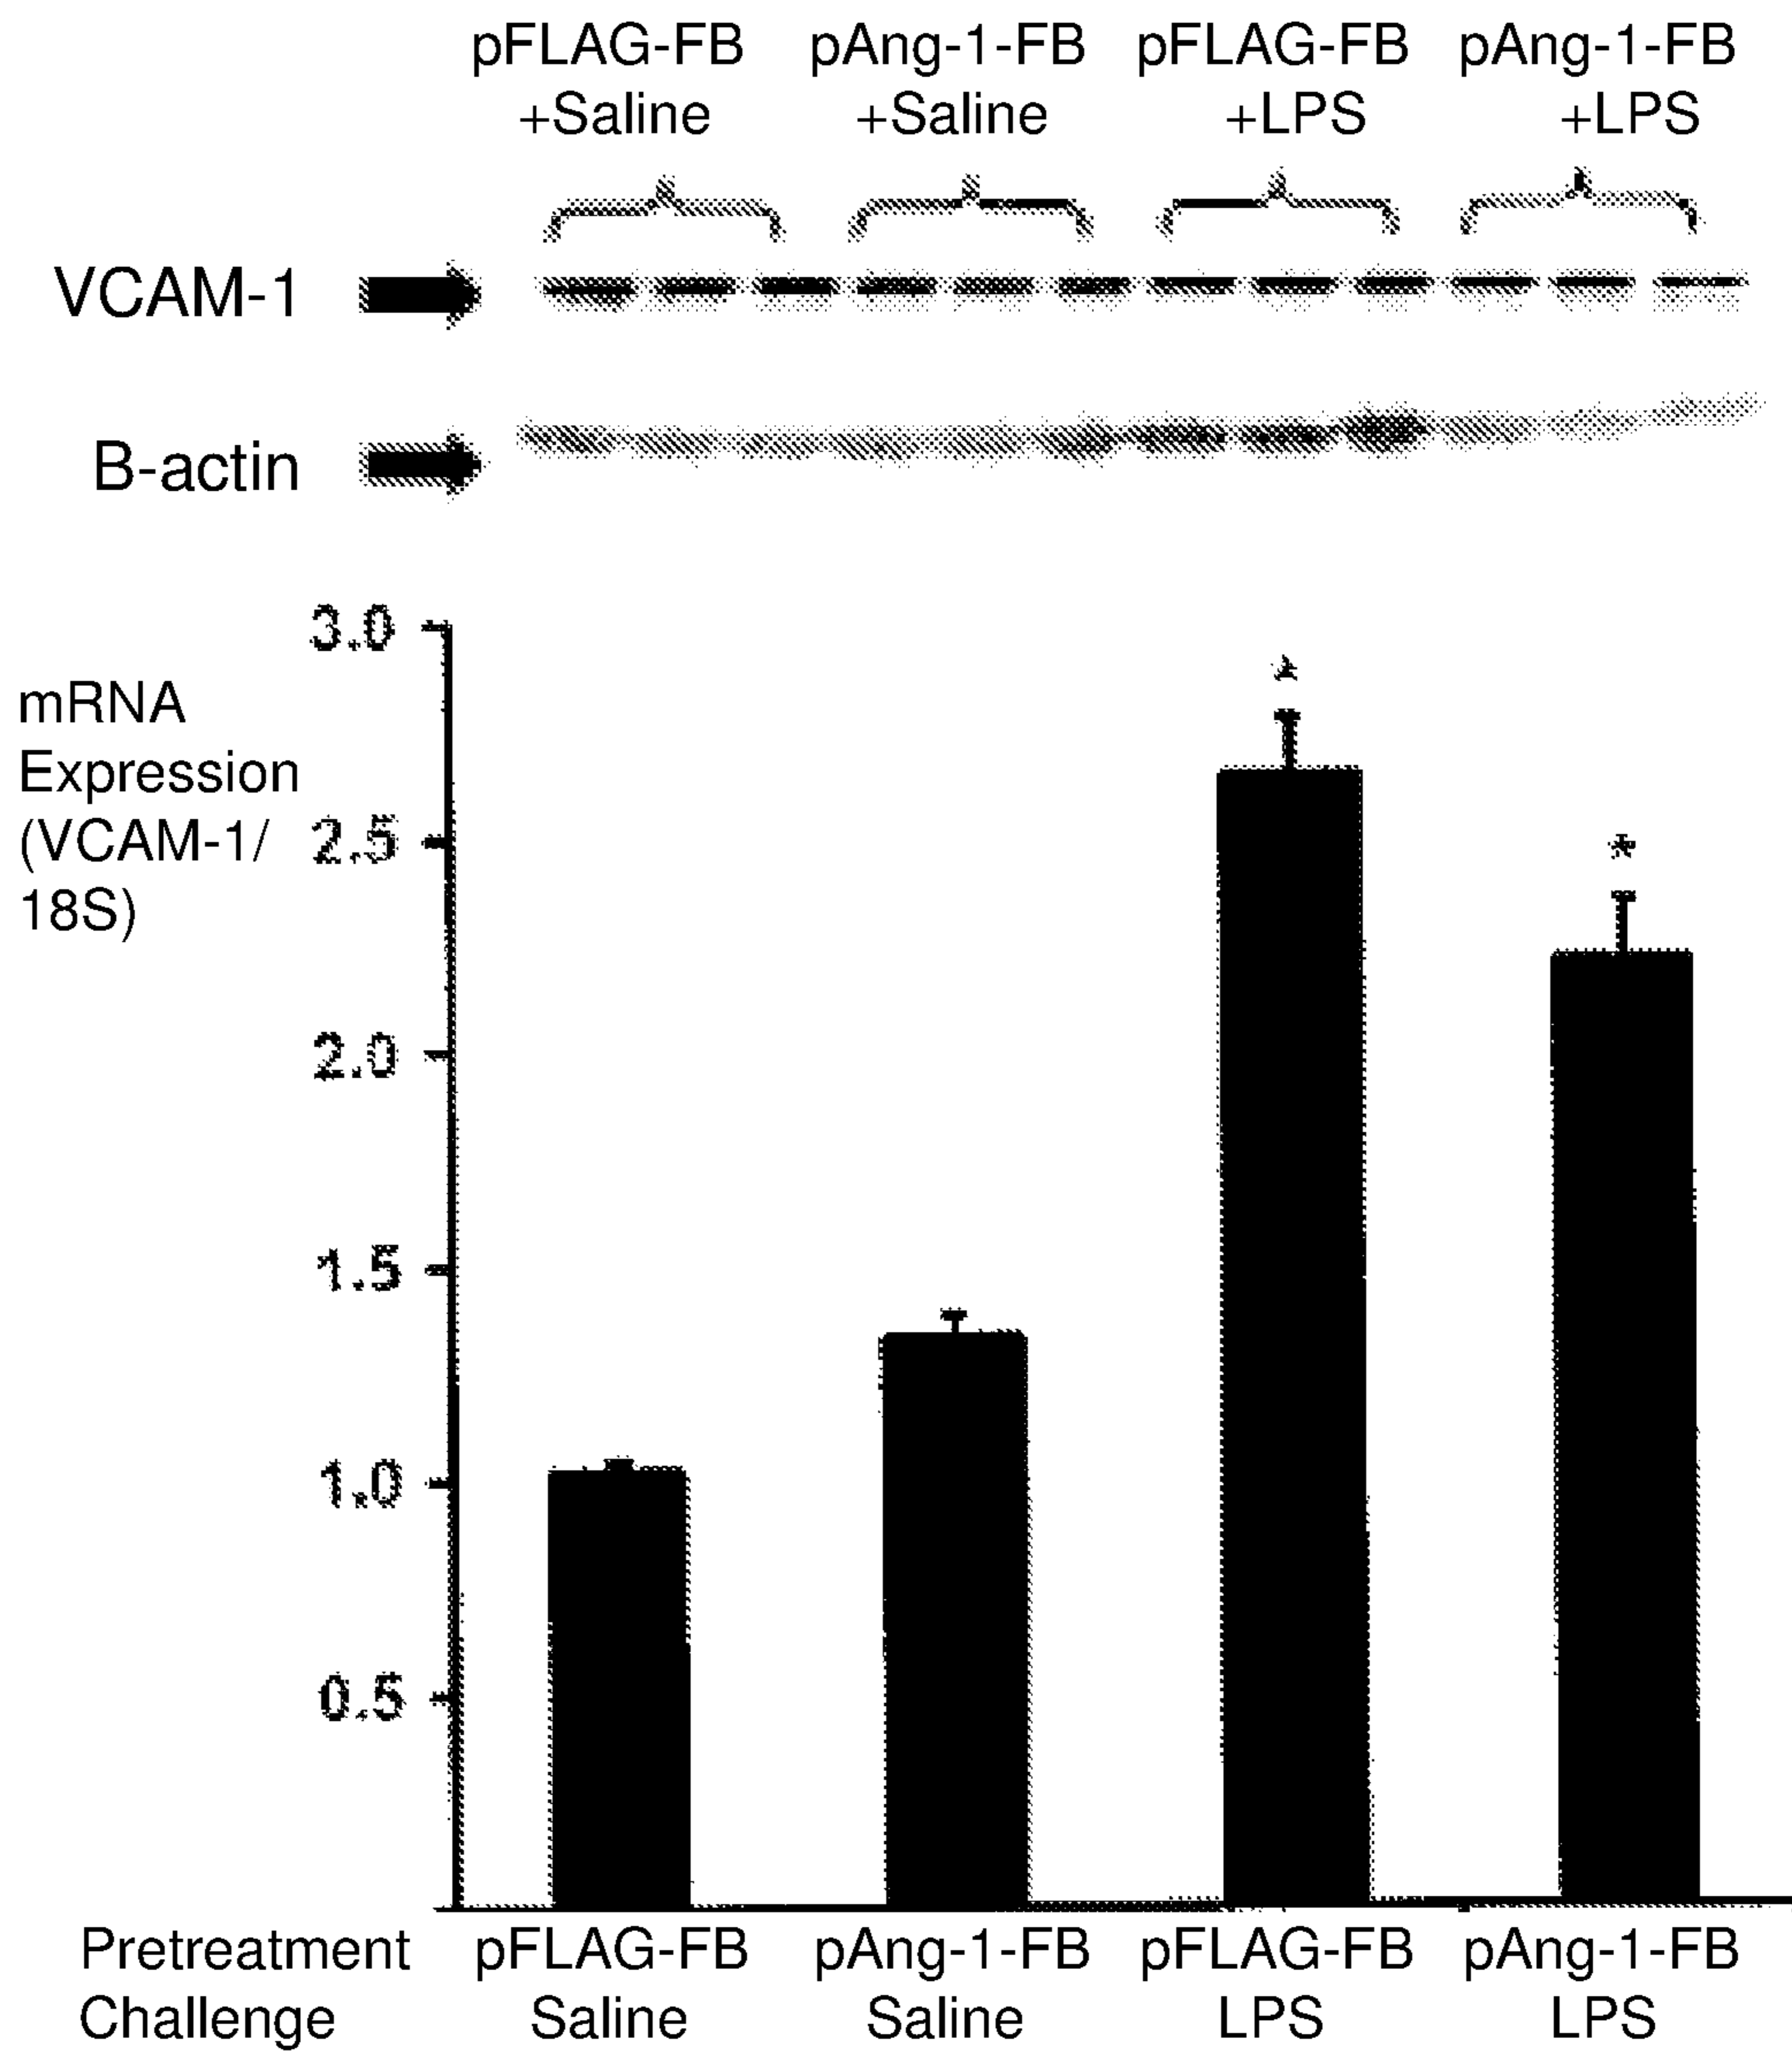 pFLAG-FB pAng-1-FB pFLAG-FB pAng-1-FB
+Saline +Saline +LPS +LPS
VCAM-1
B-actin
3.0
mRNA
Expression
(VCAM-1/
2.5
18S)
2.0
1.5
1.0
0.5
*
*
Pretreatment pFLAG-FB pAng-1-FB pFLAG-FB pAng-1-FB
Challenge Saline Saline LPS LPS